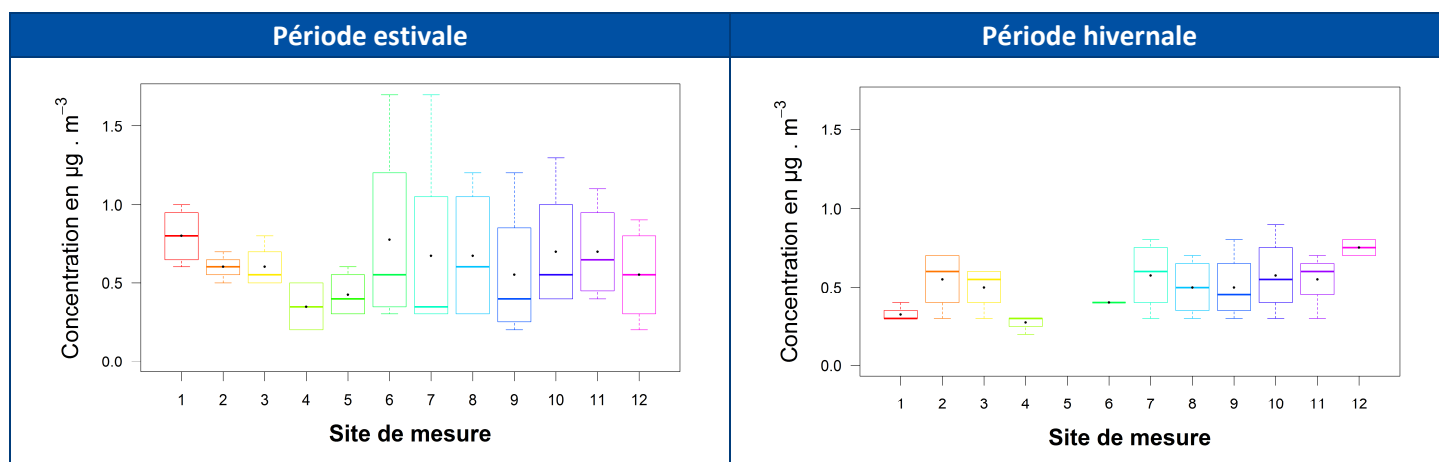 Période estivale
Période hivernale
Concentration en µg . m⁻³
1.5
1.0
0.5
0.0
1 2 3 4 5 6 7 8 9 10 11 12
Site de mesure
Concentration en µg . m⁻³
1.5
1.0
0.5
0.0
1 2 3 4 5 6 7 8 9 10 11 12
Site de mesure